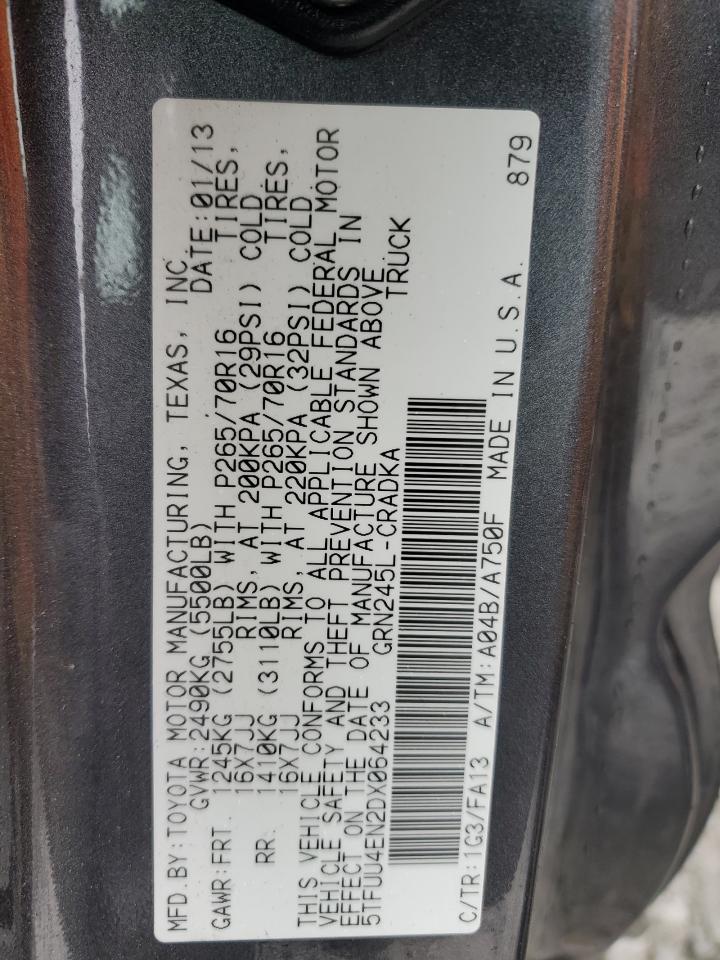 MFD.BY:TOYOTA MOTOR MANUFACTURING, TEXAS, INC.
GVWR:2490KG (5500LB) DATE:01/13
GAWR:FRT. 1245KG (2755LB) WITH P265/70R16 TIRES,
16X7JJ RIMS, AT 200KPA (29PSI) COLD
RR. 1410KG (3110LB) WITH P265/70R16 TIRES,
16X7JJ RIMS, AT 220KPA (32PSI) COLD
THIS VEHICLE CONFORMS TO ALL APPLICABLE FEDERAL MOTOR
VEHICLE SAFETY AND THEFT PREVENTION STANDARDS IN
EFFECT ON THE DATE OF MANUFACTURE SHOWN ABOVE
5TFUU4EN2DX064233 GRN245L-CRADKA TRUCK
C/TR:1G3/FA13 A/TM:A04B/A750F MADE IN U.S.A 879